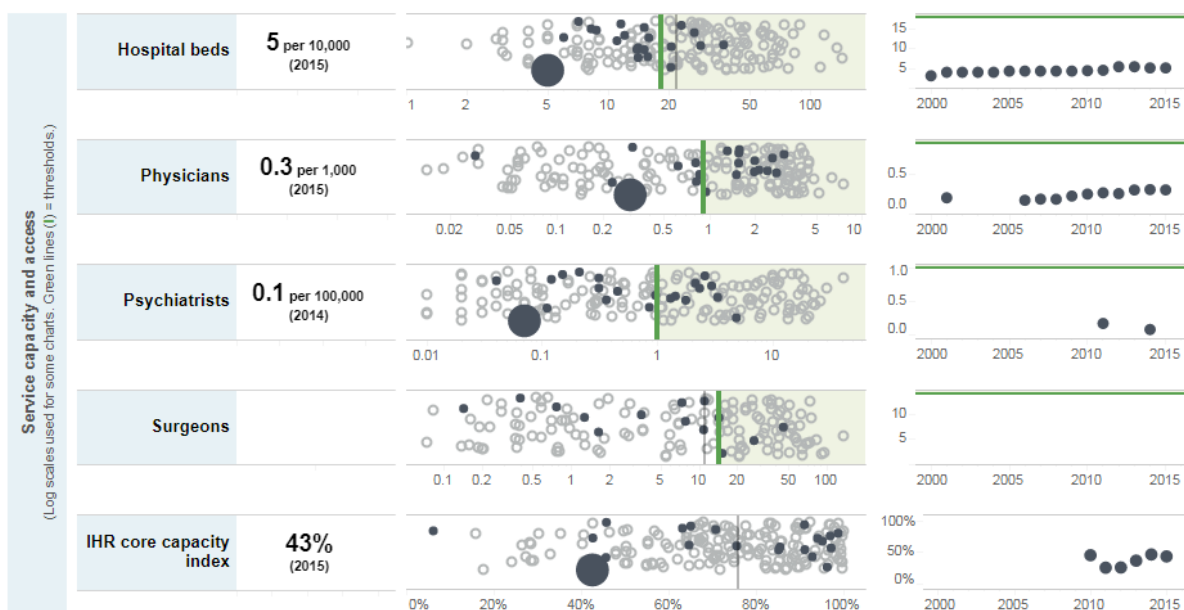 Service capacity and access
(Log scales used for some charts. Green lines (I) = thresholds.)
Hospital beds
5 per 10,000
(2015)
1 2 5 10 20 50 100
15
10
5
2000 2005 2010 2015
Physicians
0.3 per 1,000
(2015)
0.02 0.05 0.1 0.2 0.5 1 2 5 10
0.5
0.0
2000 2005 2010 2015
Psychiatrists
0.1 per 100,000
(2014)
0.01 0.1 1 10
1.0
0.5
0.0
2000 2005 2010 2015
Surgeons
0.1 0.2 0.5 1 2 5 10 20 50 100
10
5
2000 2005 2010 2015
IHR core capacity
index
43%
(2015)
0% 20% 40% 60% 80% 100%
100%
50%
0%
2000 2005 2010 2015